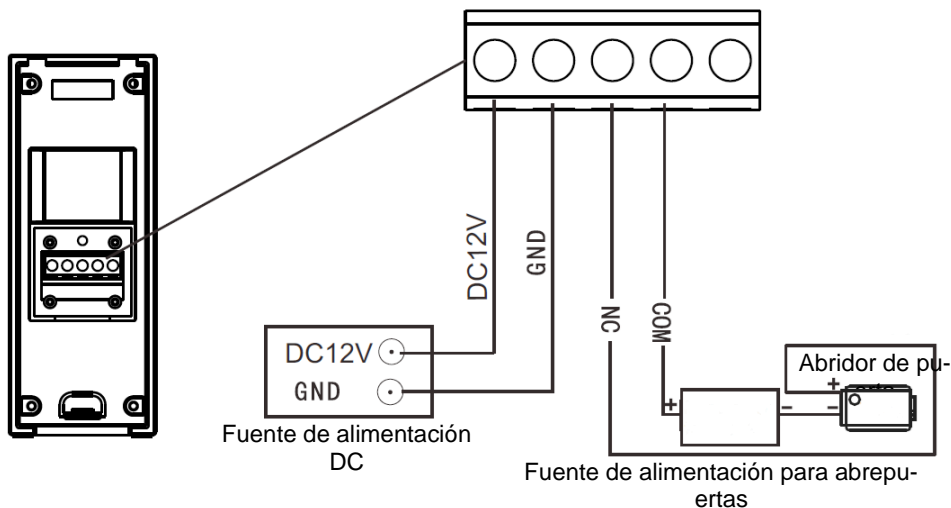 DC12V
GND
NC
COM
DC12V
GND
Abridor de pu-
+
+
-
-
Fuente de alimentación
DC
Fuente de alimentación para abrepu-
ertas